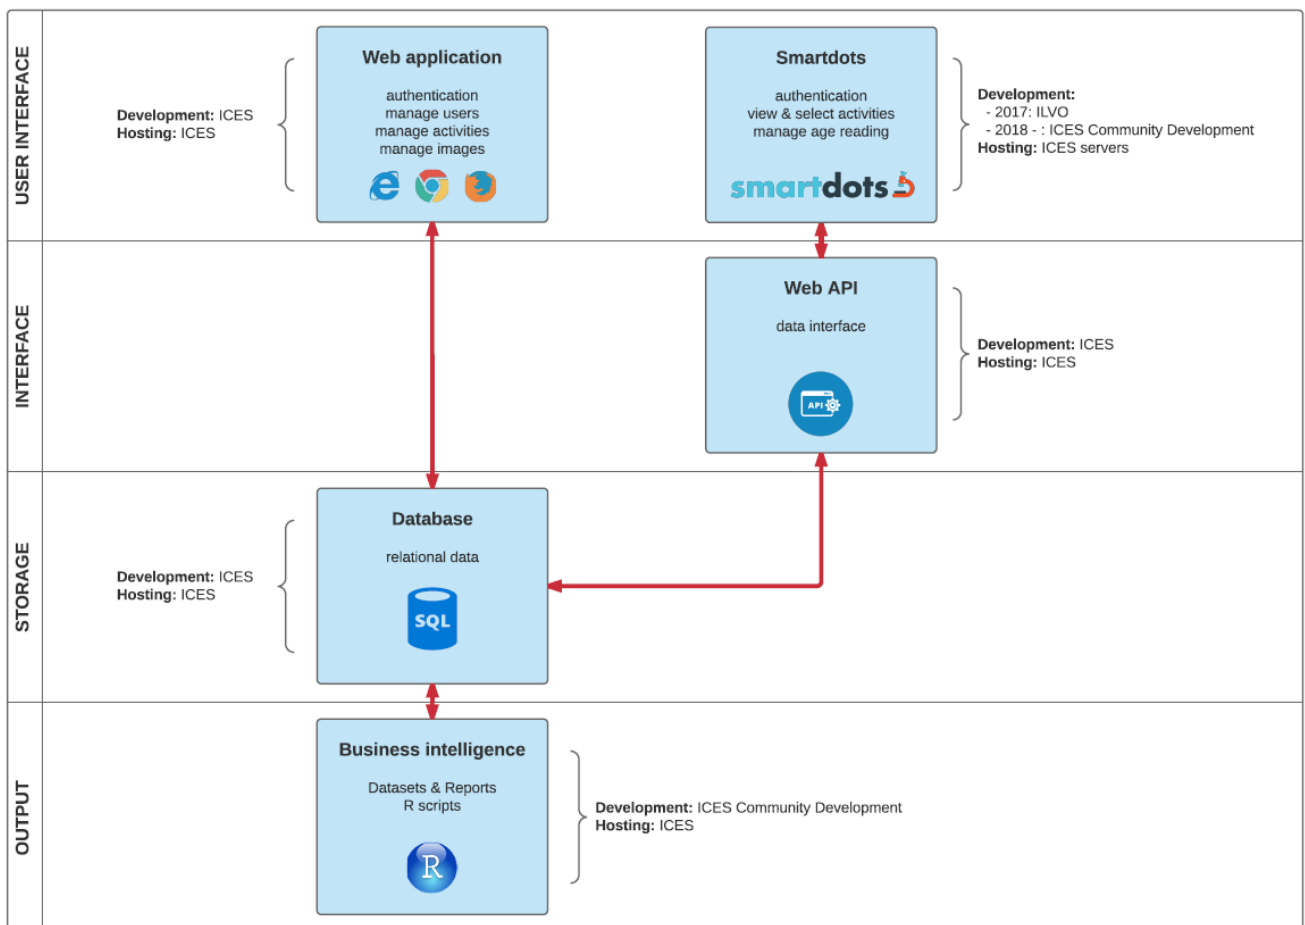 USER INTERFACE
Development: ICES
Hosting: ICES
Web application
authentication
manage users
manage activities
manage images
Smartdots
authentication
view & select activities
manage age reading
smartdots
Development:
- 2017: ILVO
- 2018 - : ICES Community Development
Hosting: ICES servers
INTERFACE
Web API
data interface
API
Development: ICES
Hosting: ICES
STORAGE
Development: ICES
Hosting: ICES
Database
relational data
SQL
OUTPUT
Business intelligence
Datasets & Reports
R scripts
R
Development: ICES Community Development
Hosting: ICES